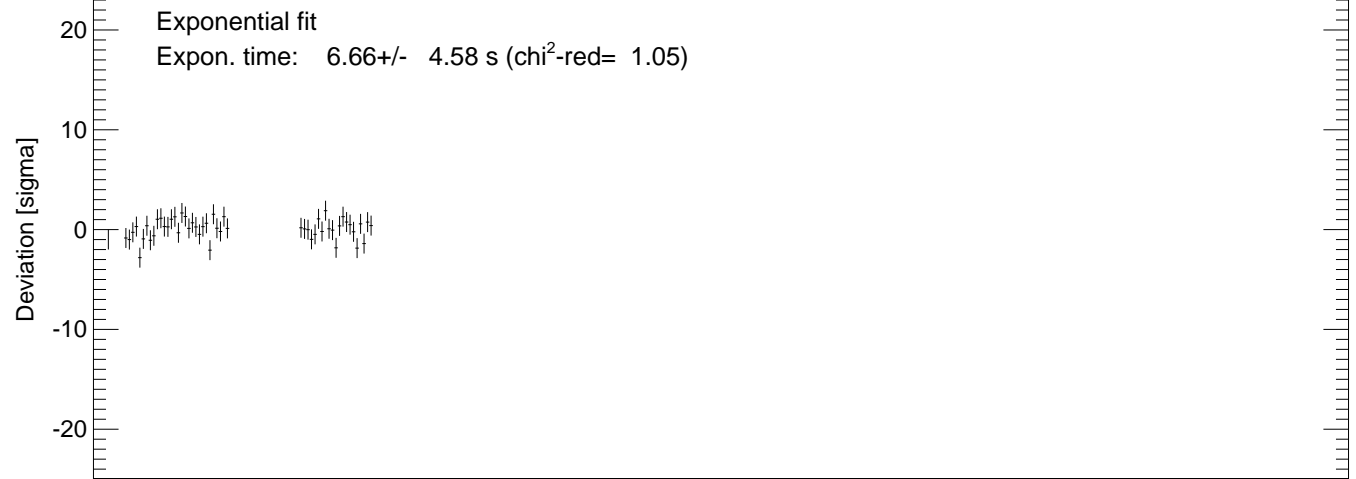 Exponential fit
Expon. time: 6.66+/- 4.58 s (chi²-red= 1.05)
20
10
0
-10
-20
Deviation [sigma]